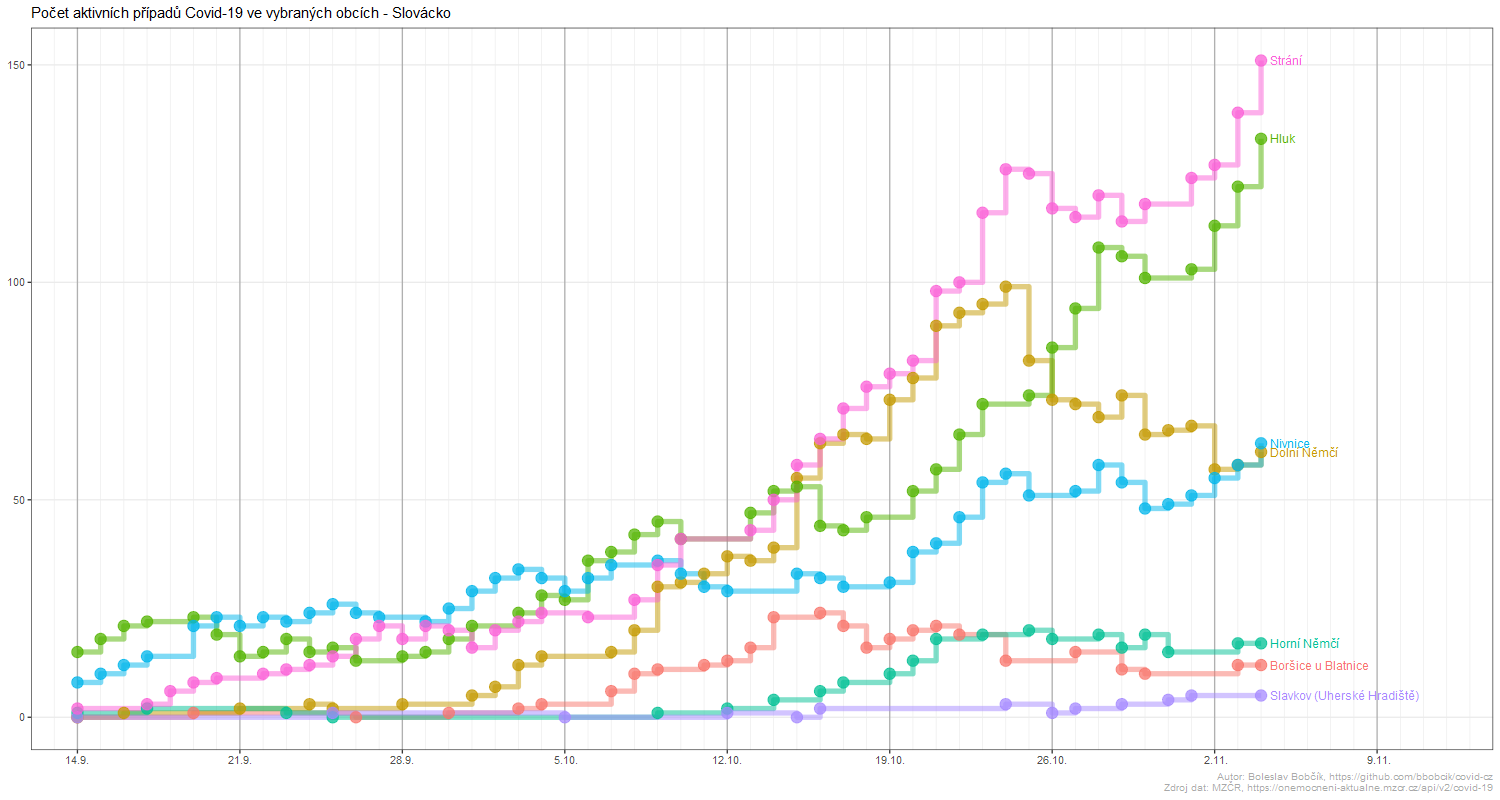 Počet aktivních případů Covid-19 ve vybraných obcích - Slovácko
150
100
50
0
Strání
Hluk
Nivnice
Dolní Němčí
Horní Němčí
Boršice u Blatnice
Slavkov (Uherské Hradiště)
14.9.
21.9.
28.9.
5.10.
12.10.
19.10.
26.10.
2.11.
9.11.
Autor: Boleslav Bobčík, https://github.com/bbobcik/covid-cz
Zdroj dat: MZČR, https://onemocneni-aktualne.mzcr.cz/api/v2/covid-19